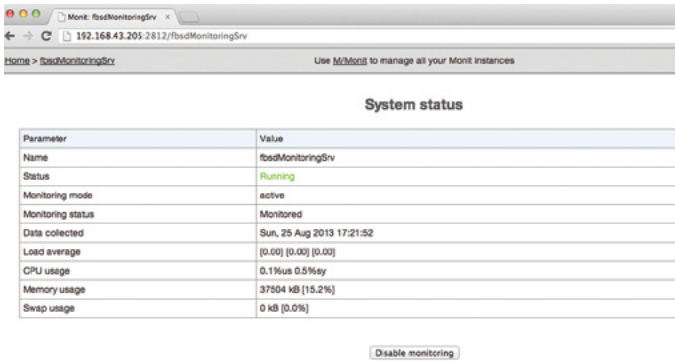 Monit: fbsdMonitoringSrv ×
192.168.43.205:2812/fbsdMonitoringSrv
Home > fbsdMonitoringSrv Use M/Monit to manage all your Monit instances
System status
Parameter Value
Name fbsdMonitoringSrv
Status Running
Monitoring mode active
Monitoring status Monitored
Data collected Sun, 25 Aug 2013 17:21:52
Load average [0.00] [0.00] [0.00]
CPU usage 0.1%us 0.5%sy
Memory usage 37504 kB [15.2%]
Swap usage 0 kB [0.0%]
Disable monitoring